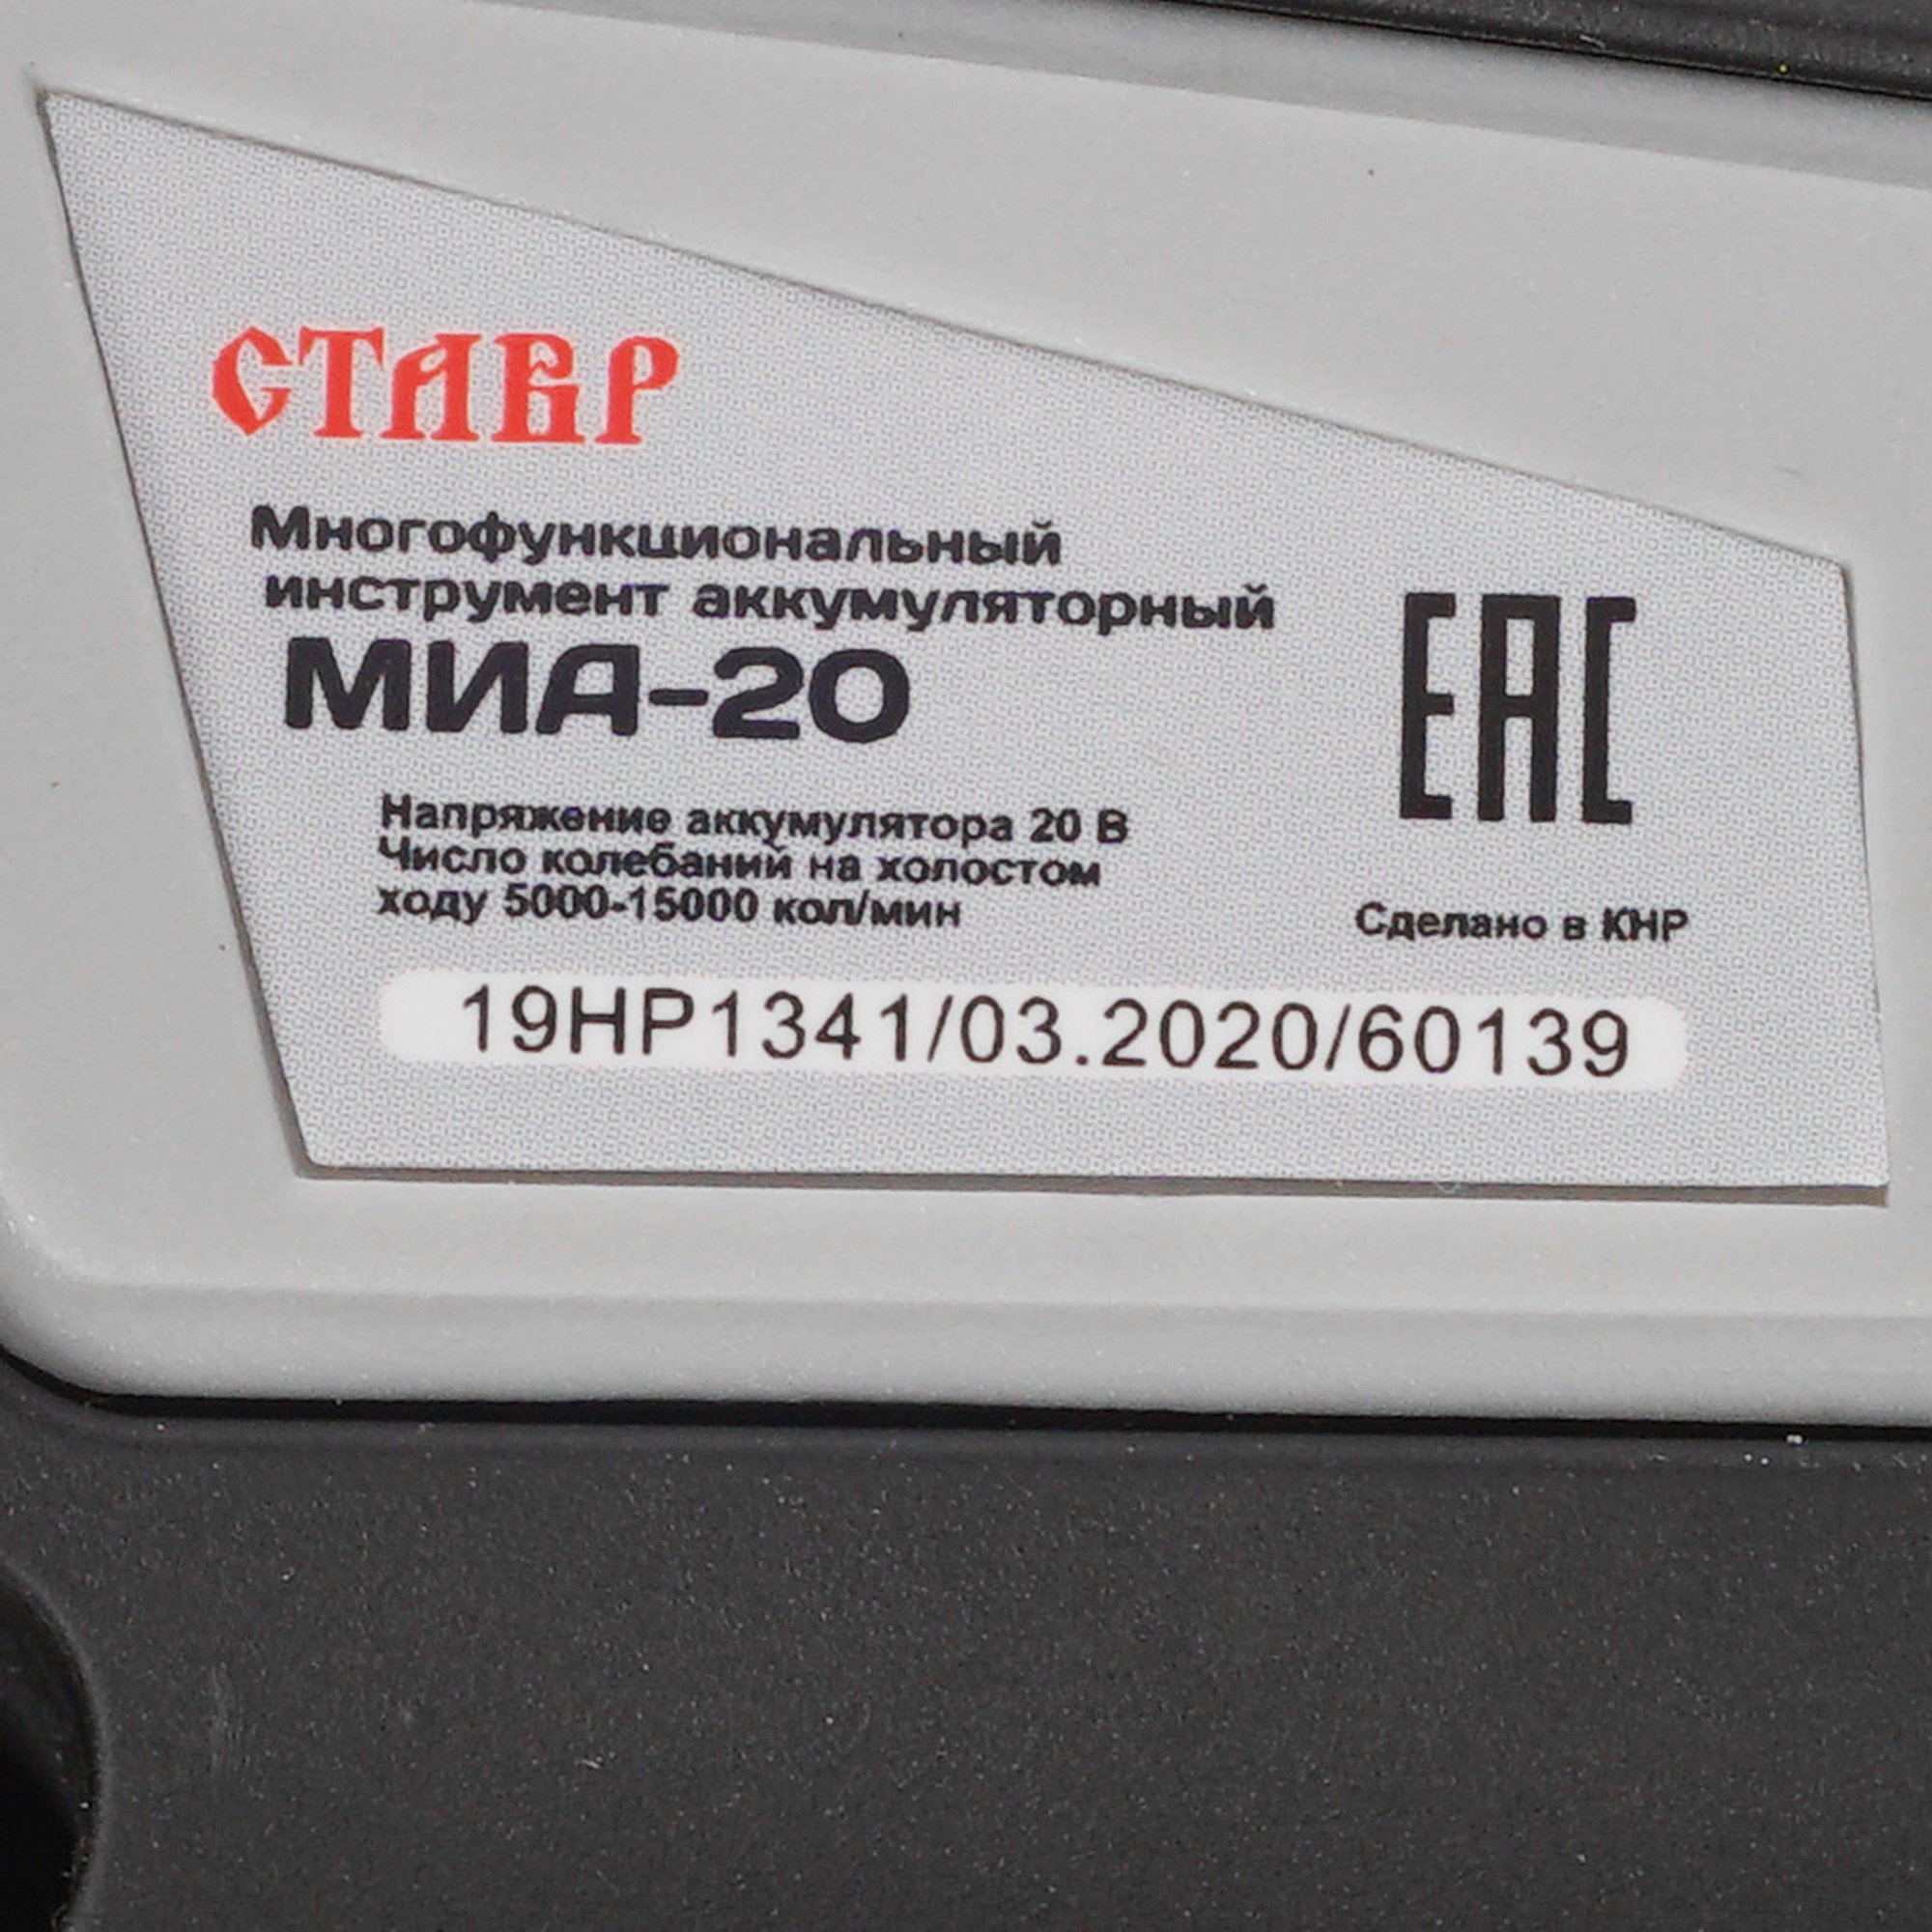 СТАВР
Многофункциональный
инструмент аккумуляторный
МИА-20
Напряжение аккумулятора 20 В
Число колебаний на холостом
ходу 5000-15000 кол/мин
EAC
Сделано в КНР
19HP1341/03.2020/60139